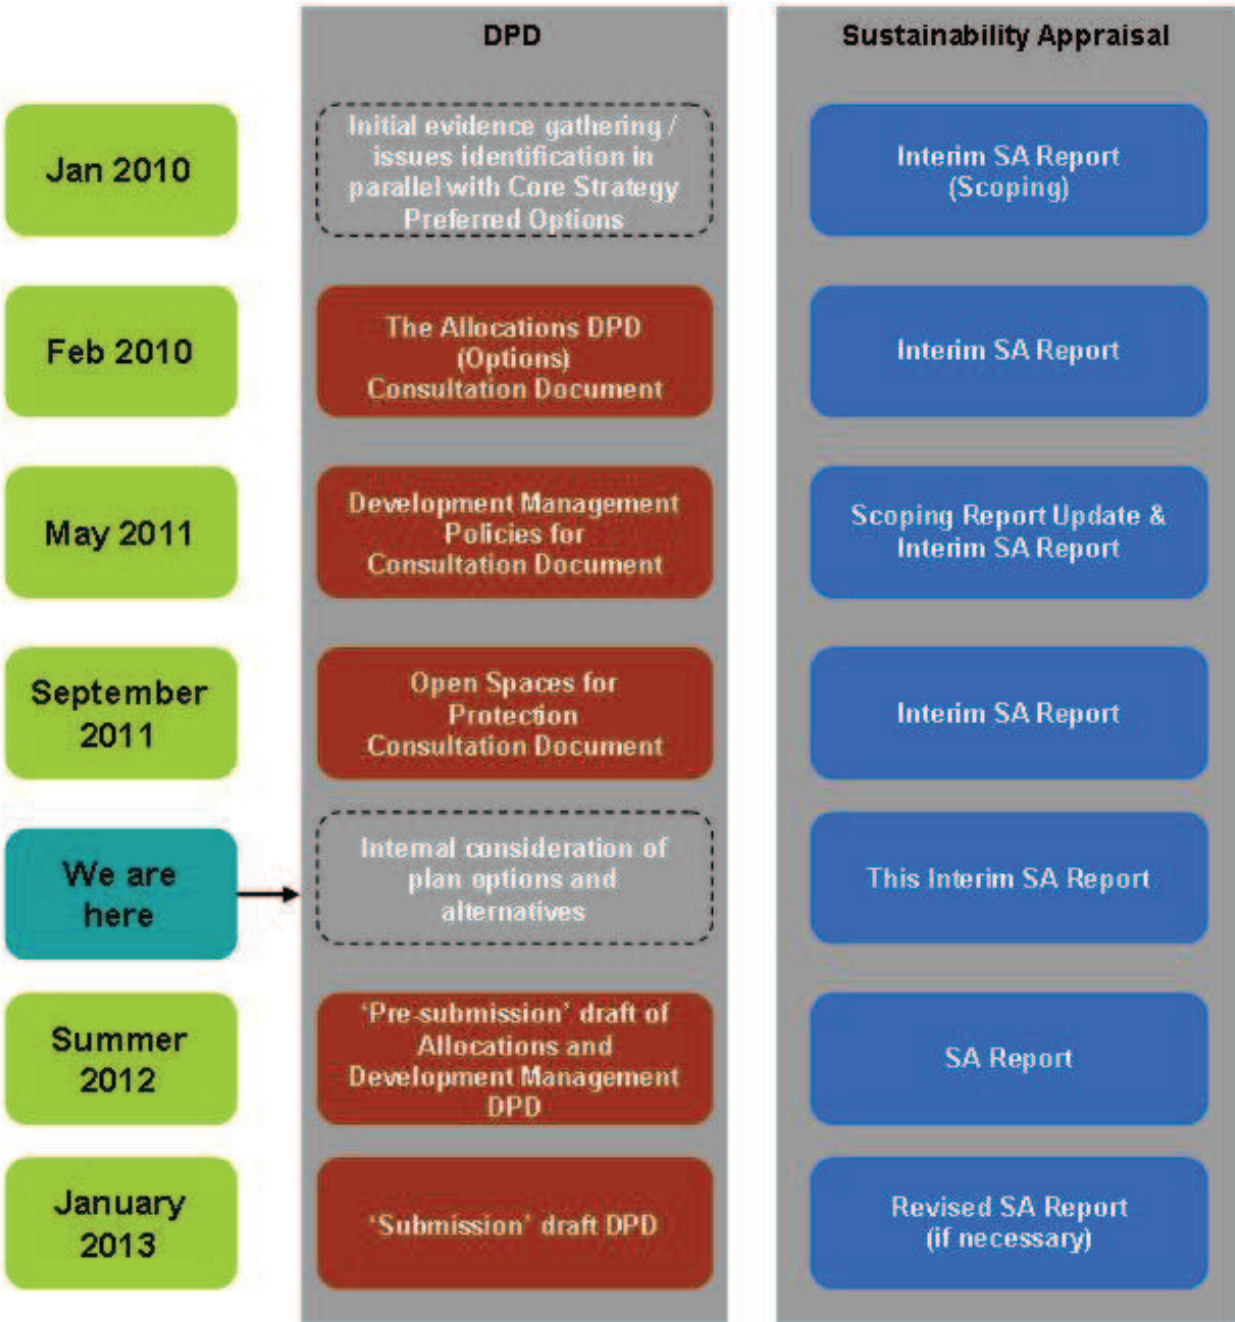 DPD
Sustainability Appraisal
Jan 2010
Initial evidence gathering /
issues identification in
parallel with Core Strategy
Preferred Options
Interim SA Report
(Scoping)
Feb 2010
The Allocations DPD
(Options)
Consultation Document
Interim SA Report
May 2011
Development Management
Policies for
Consultation Document
Scoping Report Update &
Interim SA Report
September
2011
Open Spaces for
Protection
Consultation Document
Interim SA Report
We are
here
Internal consideration of
plan options and
alternatives
This Interim SA Report
Summer
2012
‘Pre-submission’ draft of
Allocations and
Development Management
DPD
SA Report
January
2013
‘Submission’ draft DPD
Revised SA Report
(if necessary)